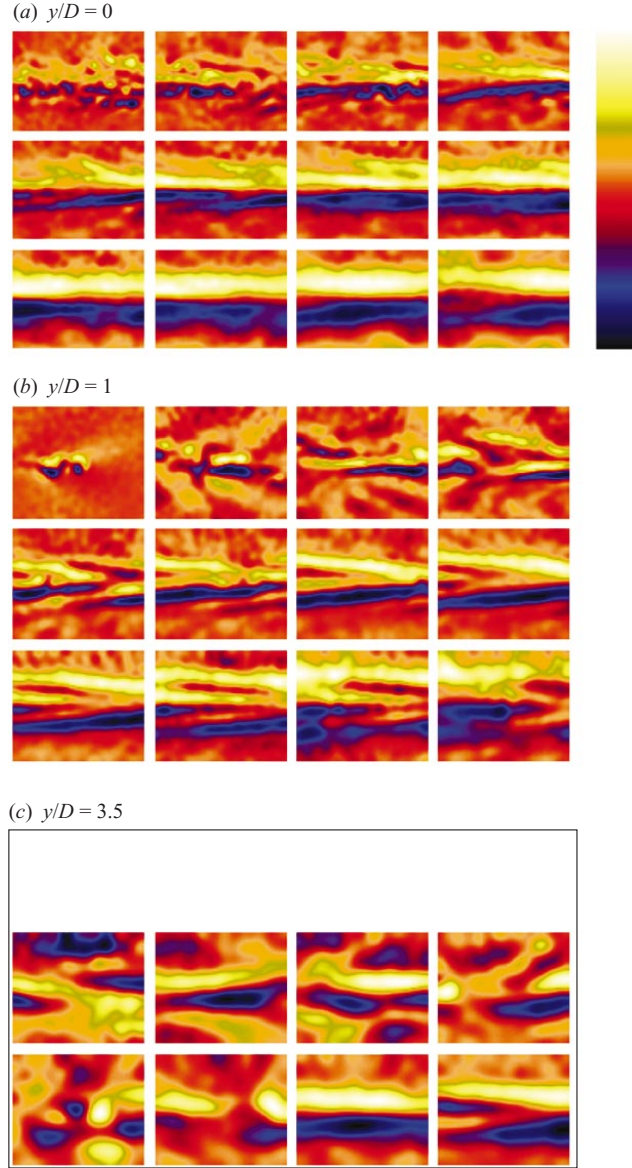 (a) y/D = 0
(b) y/D = 1
(c) y/D = 3.5